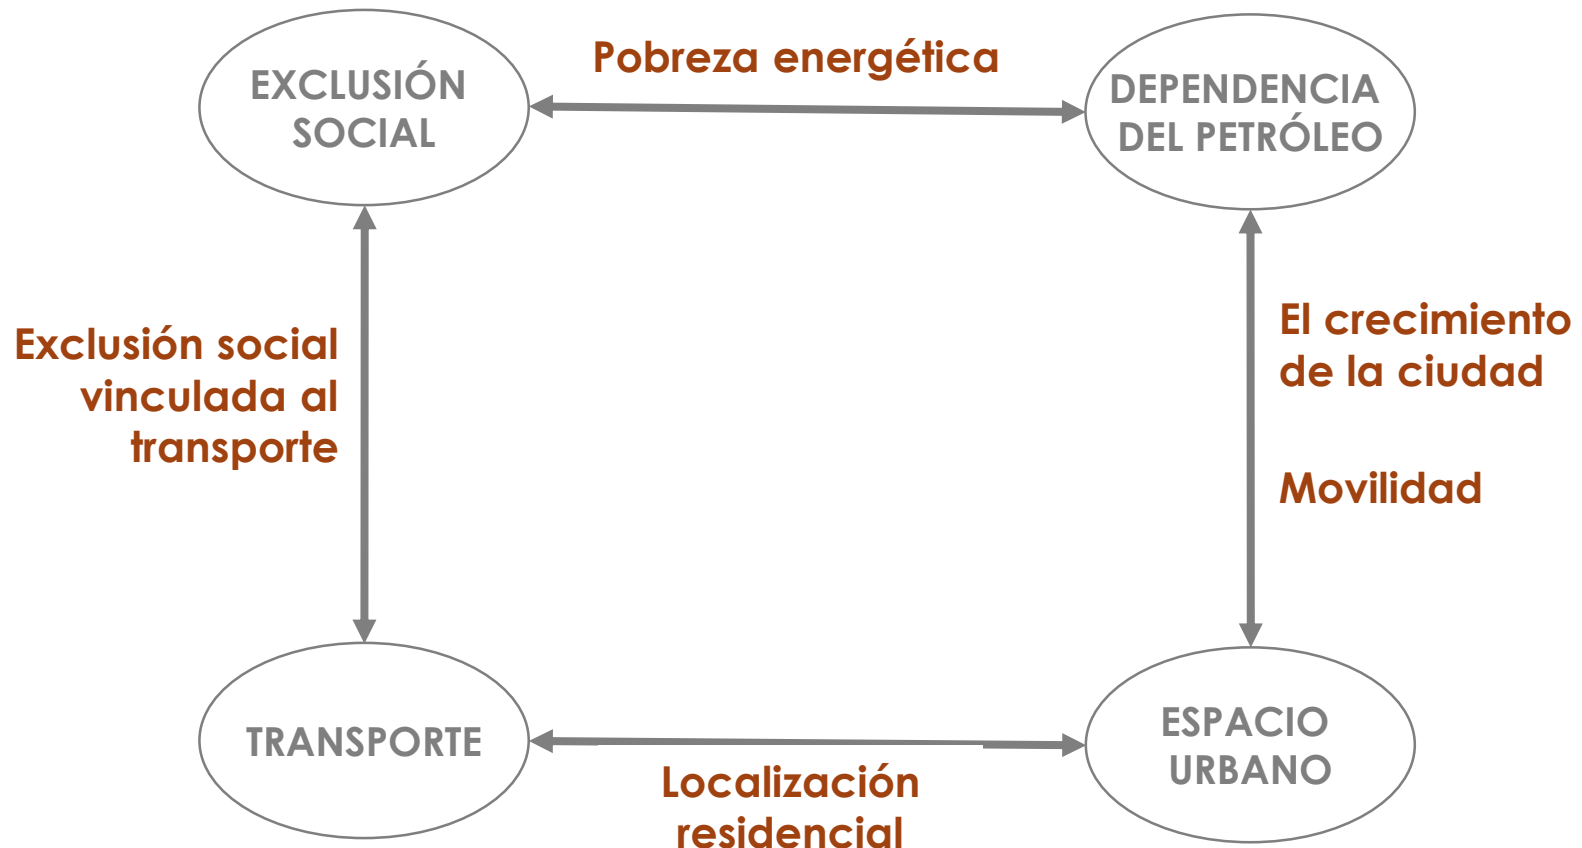 EXCLUSIÓN
SOCIAL
Pobreza energética
DEPENDENCIA
DEL PETRÓLEO
Exclusión social
vinculada al
transporte
El crecimiento
de la ciudad
Movilidad
TRANSPORTE
Localización
residencial
ESPACIO
URBANO